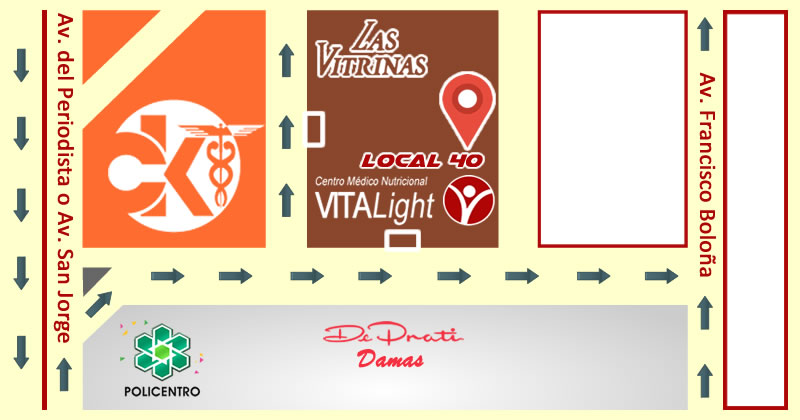 Av. del Periodista o Av. San Jorge
ck
Las
Vitrinas
LOCAL 40
Centro Médico Nutricional
VITALight
Av. Francisco Boloña
POLICENTRO
De Prati
Damas